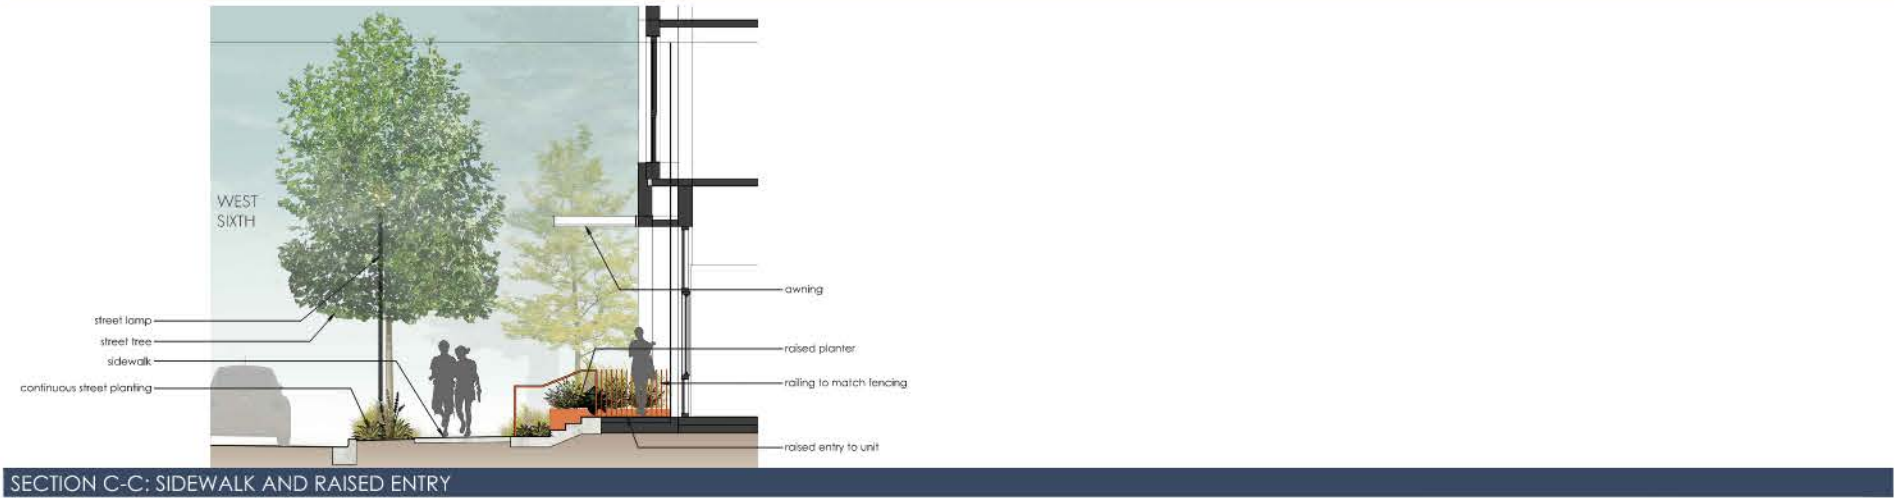 WEST
SIXTH
street lamp
street tree
sidewalk
continuous street planting
awning
raised planter
railing to match fencing
raised entry to unit
SECTION C-C: SIDEWALK AND RAISED ENTRY